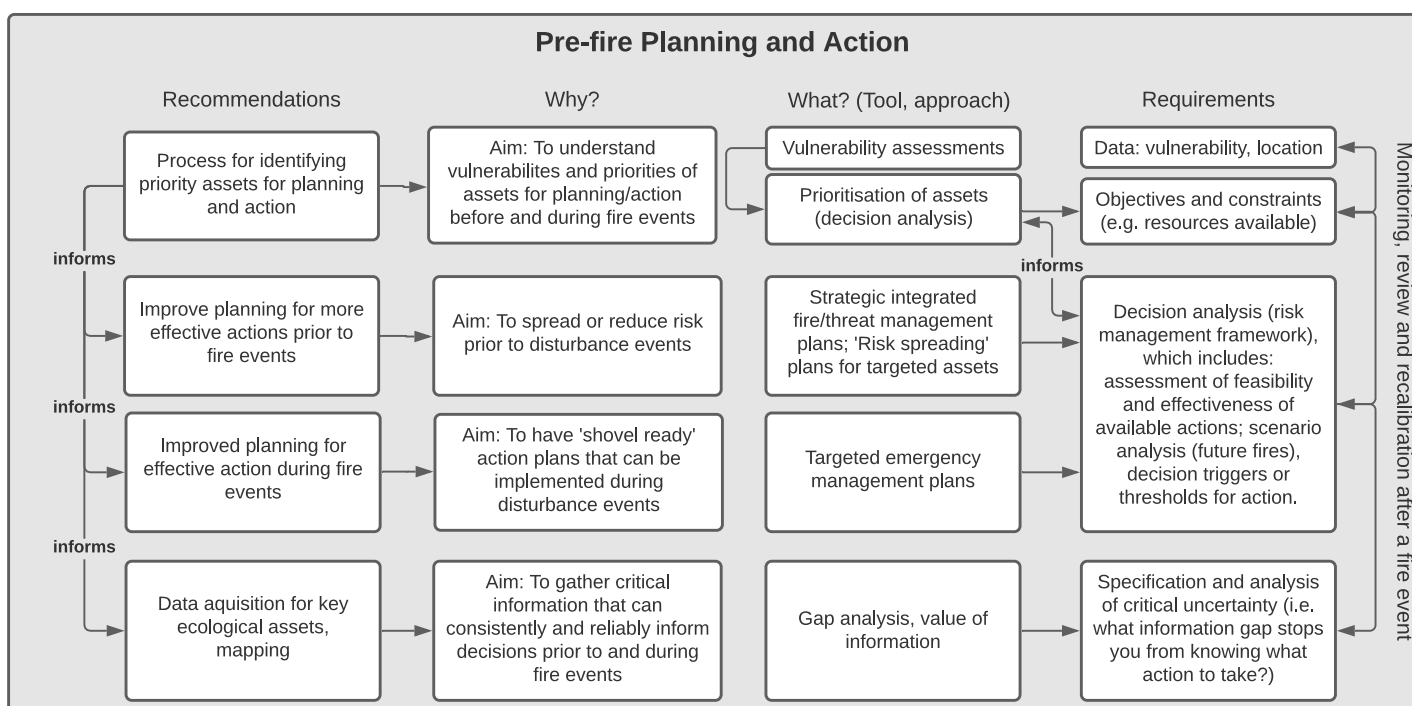 Pre-fire Planning and Action
Recommendations
Why?
What? (Tool, approach)
Requirements
Process for identifying
priority assets for planning
and action
Aim: To understand
vulnerabilites and priorities of
assets for planning/action
before and during fire events
Vulnerability assessments
Prioritisation of assets
(decision analysis)
Data: vulnerability, location
Objectives and constraints
(e.g. resources available)
informs
informs
Improve planning for more
effective actions prior to
fire events
Aim: To spread or reduce risk
prior to disturbance events
Strategic integrated
fire/threat management
plans; 'Risk spreading'
plans for targeted assets
Decision analysis (risk
management framework),
which includes:
assessment of feasibility
and effectiveness of
available actions; scenario
analysis (future fires),
decision triggers or
thresholds for action.
informs
Improved planning for
effective action during fire
events
Aim: To have 'shovel ready'
action plans that can be
implemented during
disturbance events
Targeted emergency
management plans
informs
Data aquisition for key
ecological assets,
mapping
Aim: To gather critical
information that can
consistently and reliably inform
decisions prior to and during
fire events
Gap analysis, value of
information
Specification and analysis
of critical uncertainty (i.e.
what information gap stops
you from knowing what
action to take?)
Monitoring, review and recalibration after a fire event